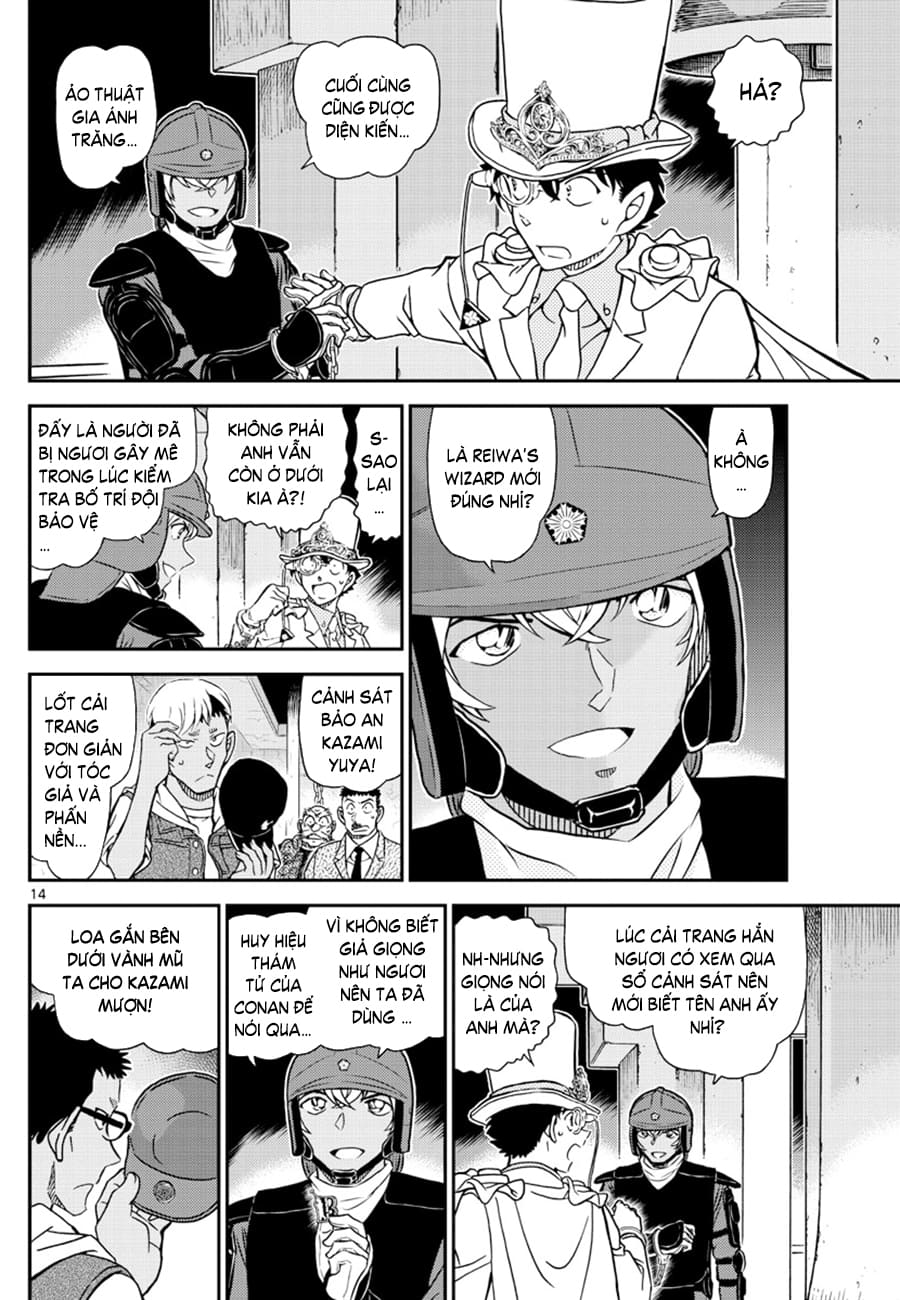 HẢ?
CUỐI CÙNG
CŨNG ĐƯỢC
DIỆN KIẾN...
ẢO THUẬT
GIA ÁNH
TRĂNG...
À
KHÔNG
...
LÀ REIWA'S
WIZARD MỚI
ĐÚNG NHỈ?
S-
SAO
LẠI
...
KHÔNG PHẢI
ANH VẪN
CÒN Ở DƯỚI
KIA À?!
ĐẤY LÀ NGƯỜI ĐÃ
BỊ NGƯƠI GÂY MÊ
TRONG LÚC KIỂM
TRA BỐ TRÍ ĐỘI
BẢO VỆ
...
CẢNH SÁT
BẢO AN
KAZAMI
YUYA!
LỐT CẢI
TRANG
ĐƠN GIẢN
VỚI TÓC
GIẢ VÀ
PHẤN
NỀN...
14
LÚC CẢI TRANG HẲN
NGƯƠI CÓ XEM QUA
SỔ CẢNH SÁT NÊN
MỚI BIẾT TÊN ANH ẤY
NHỈ?
NH-NHƯNG
GIỌNG NÓI
LÀ CỦA
ANH MÀ?
VÌ KHÔNG BIẾT
GIẢ GIỌNG
NHƯ NGƯƠI
NÊN TA ĐÃ
DÙNG ...
HUY HIỆU
THÁM
TỬ CỦA
CONAN ĐỂ
NÓI QUA...
LOA GẮN BÊN
DƯỚI VÀNH MŨ
TA CHO KAZAMI
MƯỢN!